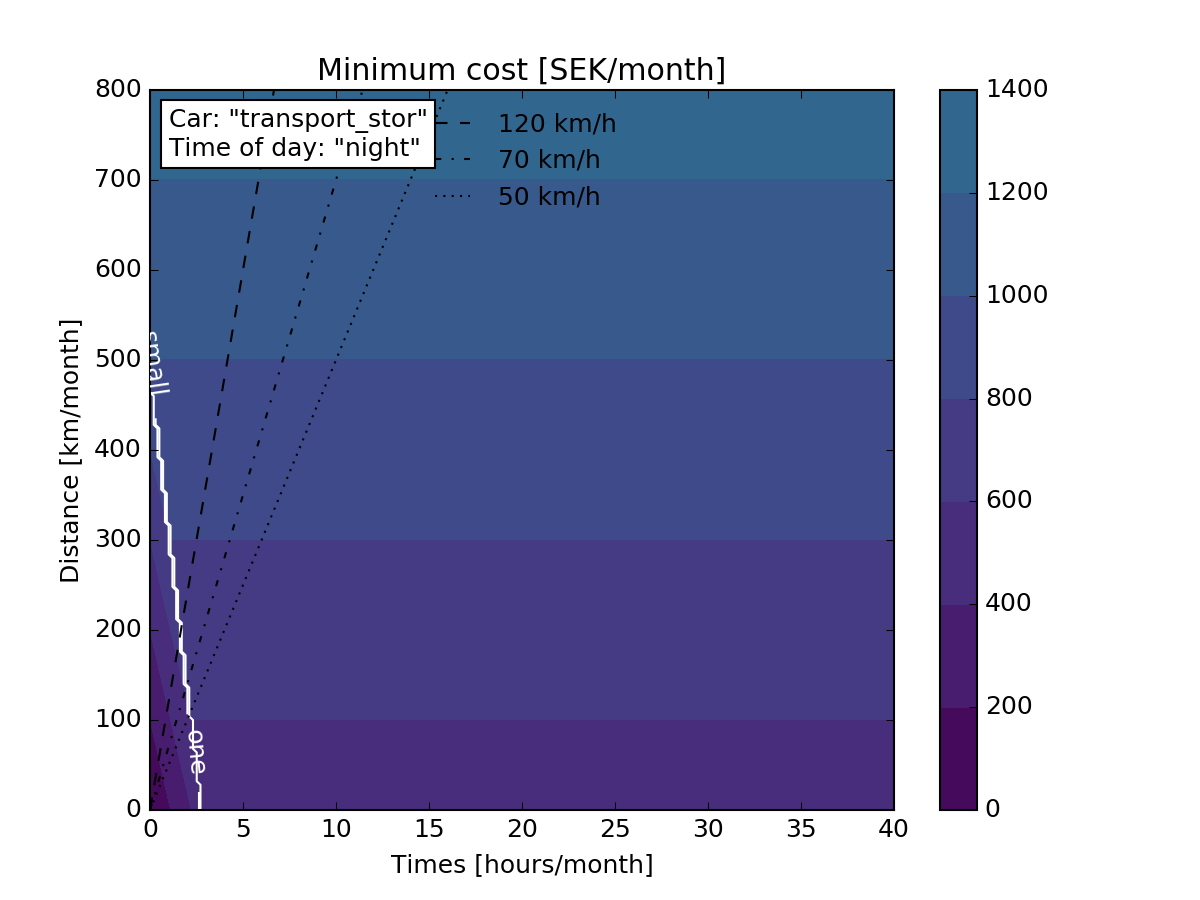 Minimum cost [SEK/month]
Car: "transport_stor"
Time of day: "night"
120 km/h
70 km/h
50 km/h
800
700
600
500
400
300
200
100
0
Distance [km/month]
small
one
0 5 10 15 20 25 30 35 40
Times [hours/month]
1400
1200
1000
800
600
400
200
0